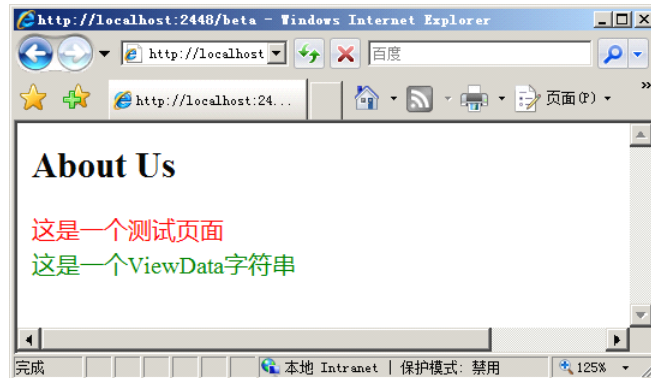 http://localhost:2448/beta - Windows Internet Explorer
http://localhost
百度
http://localhost:24...
页面(P)
»
About Us
这是一个测试页面
这是一个ViewData字符串
完成
本地 Intranet | 保护模式: 禁用
125%